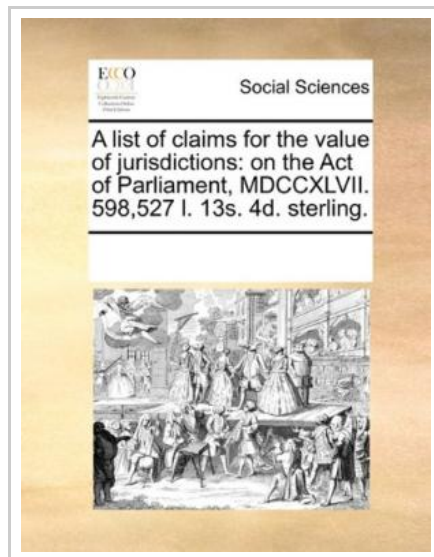 ECCO
Social Sciences
A list of claims for the value
of jurisdictions: on the Act
of Parliament, MDCCXLVII.
598,527 l. 13s. 4d. sterling.